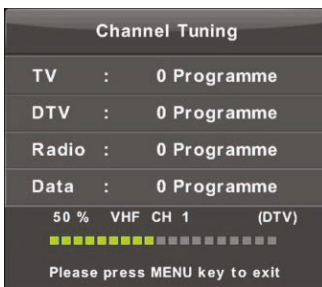 Channel Tuning
TV : 0 Programme
DTV : 0 Programme
Radio : 0 Programme
Data : 0 Programme
50 % VHF CH 1 (DTV)
Please press MENU key to exit